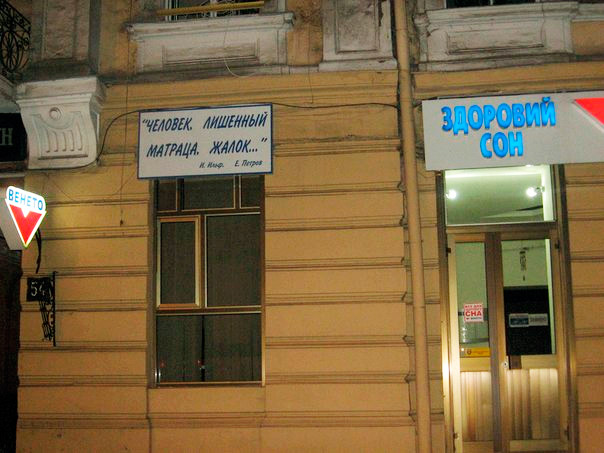 "ЧЕЛОВЕК, ЛИШЕННЫЙ
МАТРАЦА, ЖАЛОК..."
И. Ильф. Е. Петров
ЗДОРОВИЙ
СОН
ВЕНЕТО
54
СНА
Н